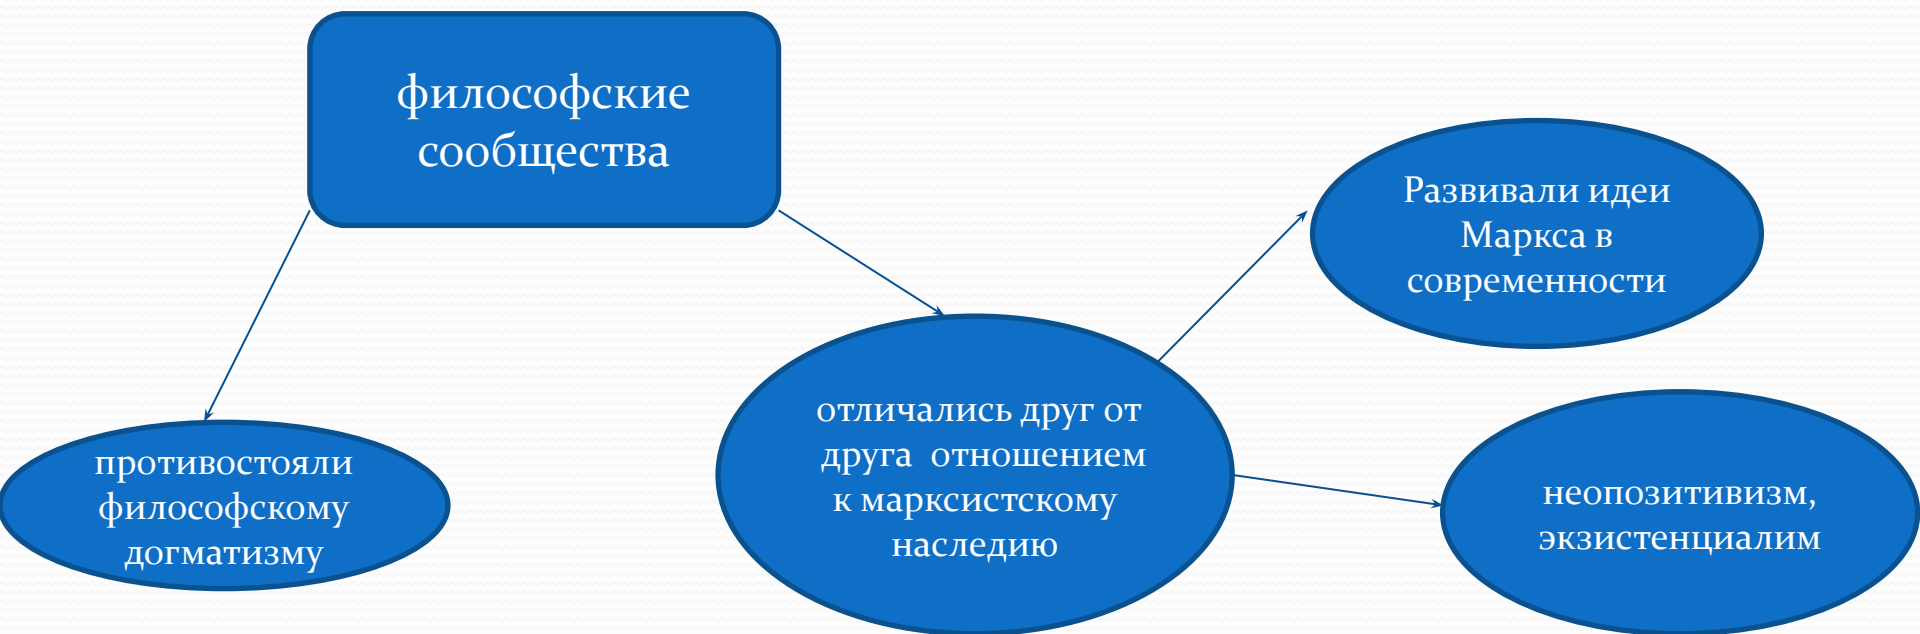 философские
сообщества
Развивали идеи
Маркса в
современности
отличались друг от
друга  отношением
к марксистскому
наследию
противостояли
философскому
догматизму
неопозитивизм,
экзистенциалим